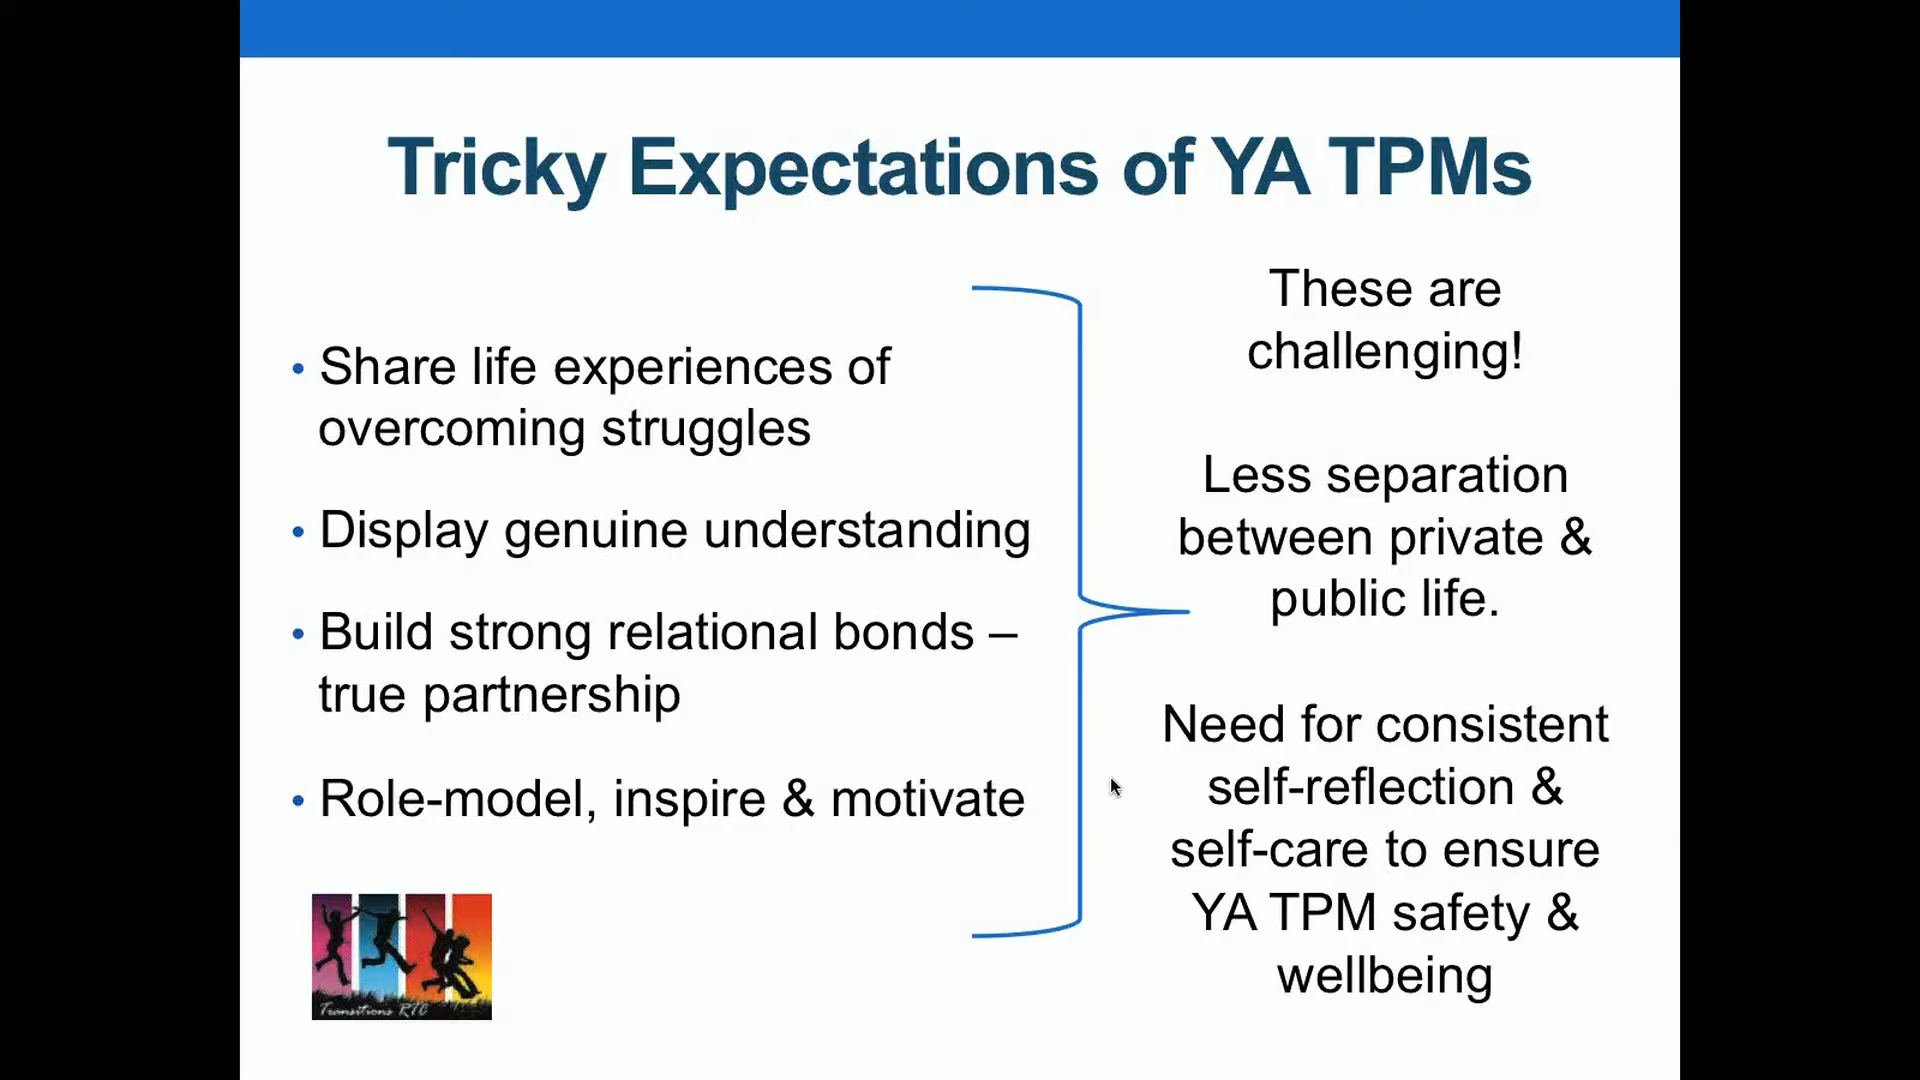 Tricky Expectations of YA TPMs
• Share life experiences of
overcoming struggles
• Display genuine understanding
• Build strong relational bonds –
true partnership
• Role-model, inspire & motivate
These are
challenging!
Less separation
between private &
public life.
Need for consistent
self-reflection &
self-care to ensure
YA TPM safety &
wellbeing
Transitions RTC